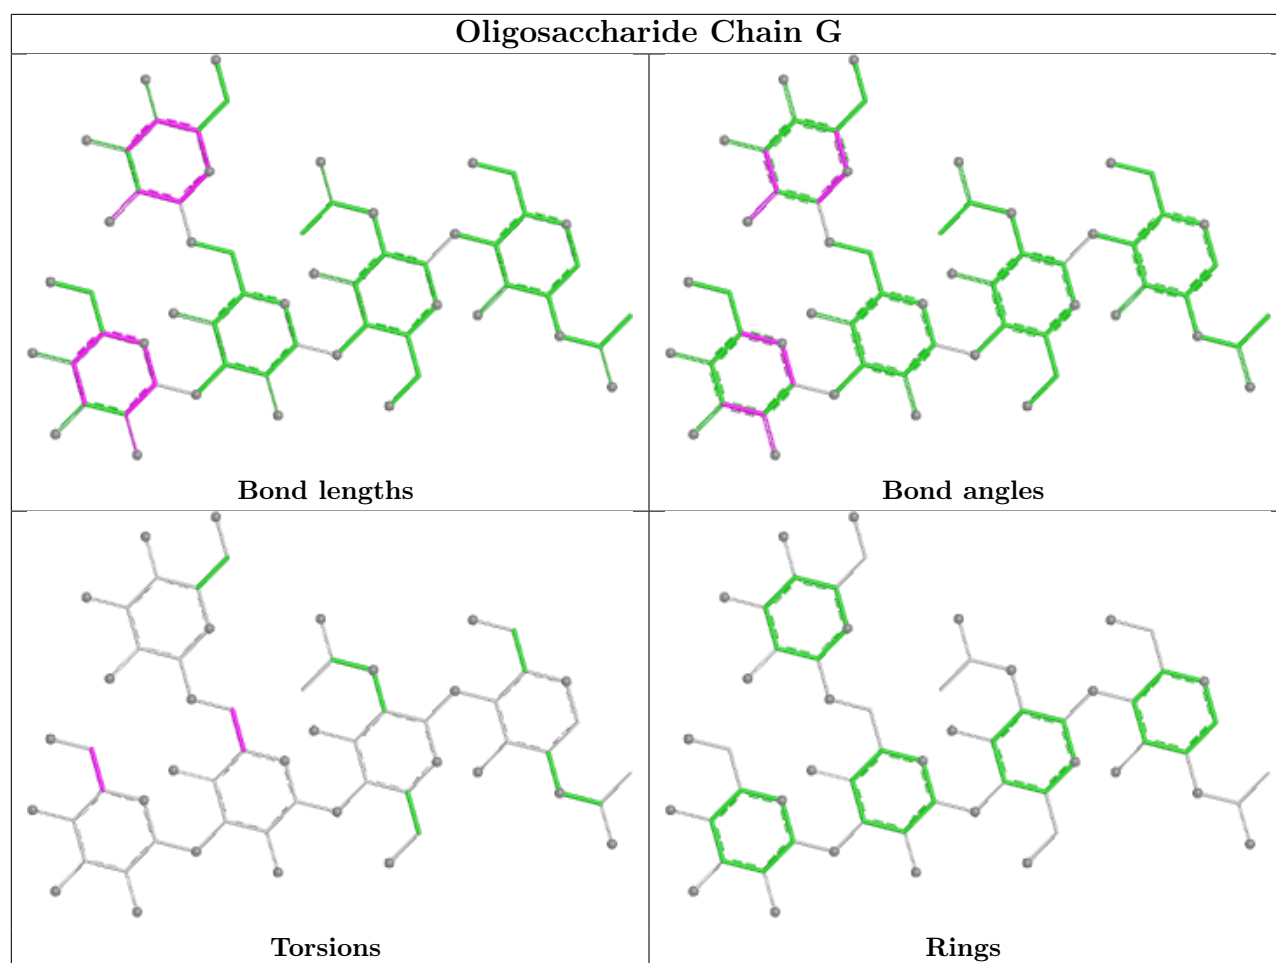 Oligosaccharide Chain G
Bond lengths
Bond angles
Torsions
Rings